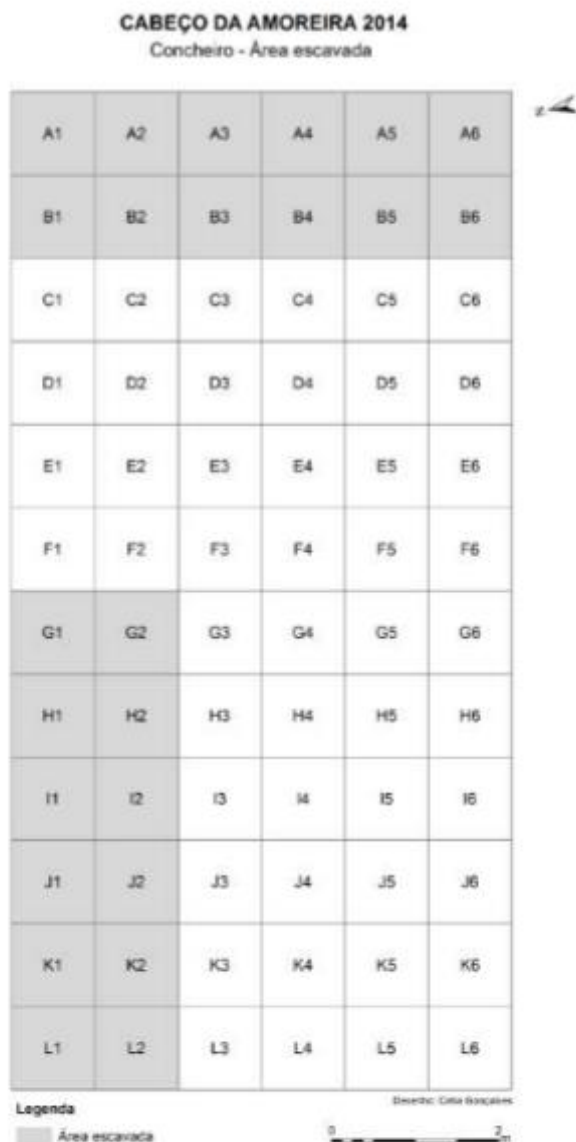 CABEÇO DA AMOREIRA 2014
Concheiro - Área escavada
N
A1 A2 A3 A4 A5 A6
B1 B2 B3 B4 B5 B6
C1 C2 C3 C4 C5 C6
D1 D2 D3 D4 D5 D6
E1 E2 E3 E4 E5 E6
F1 F2 F3 F4 F5 F6
G1 G2 G3 G4 G5 G6
H1 H2 H3 H4 H5 H6
I1 I2 I3 I4 I5 I6
J1 J2 J3 J4 J5 J6
K1 K2 K3 K4 K5 K6
L1 L2 L3 L4 L5 L6
Desenho: Célia Gonçalves
Legenda
Área escavada
0 2
m